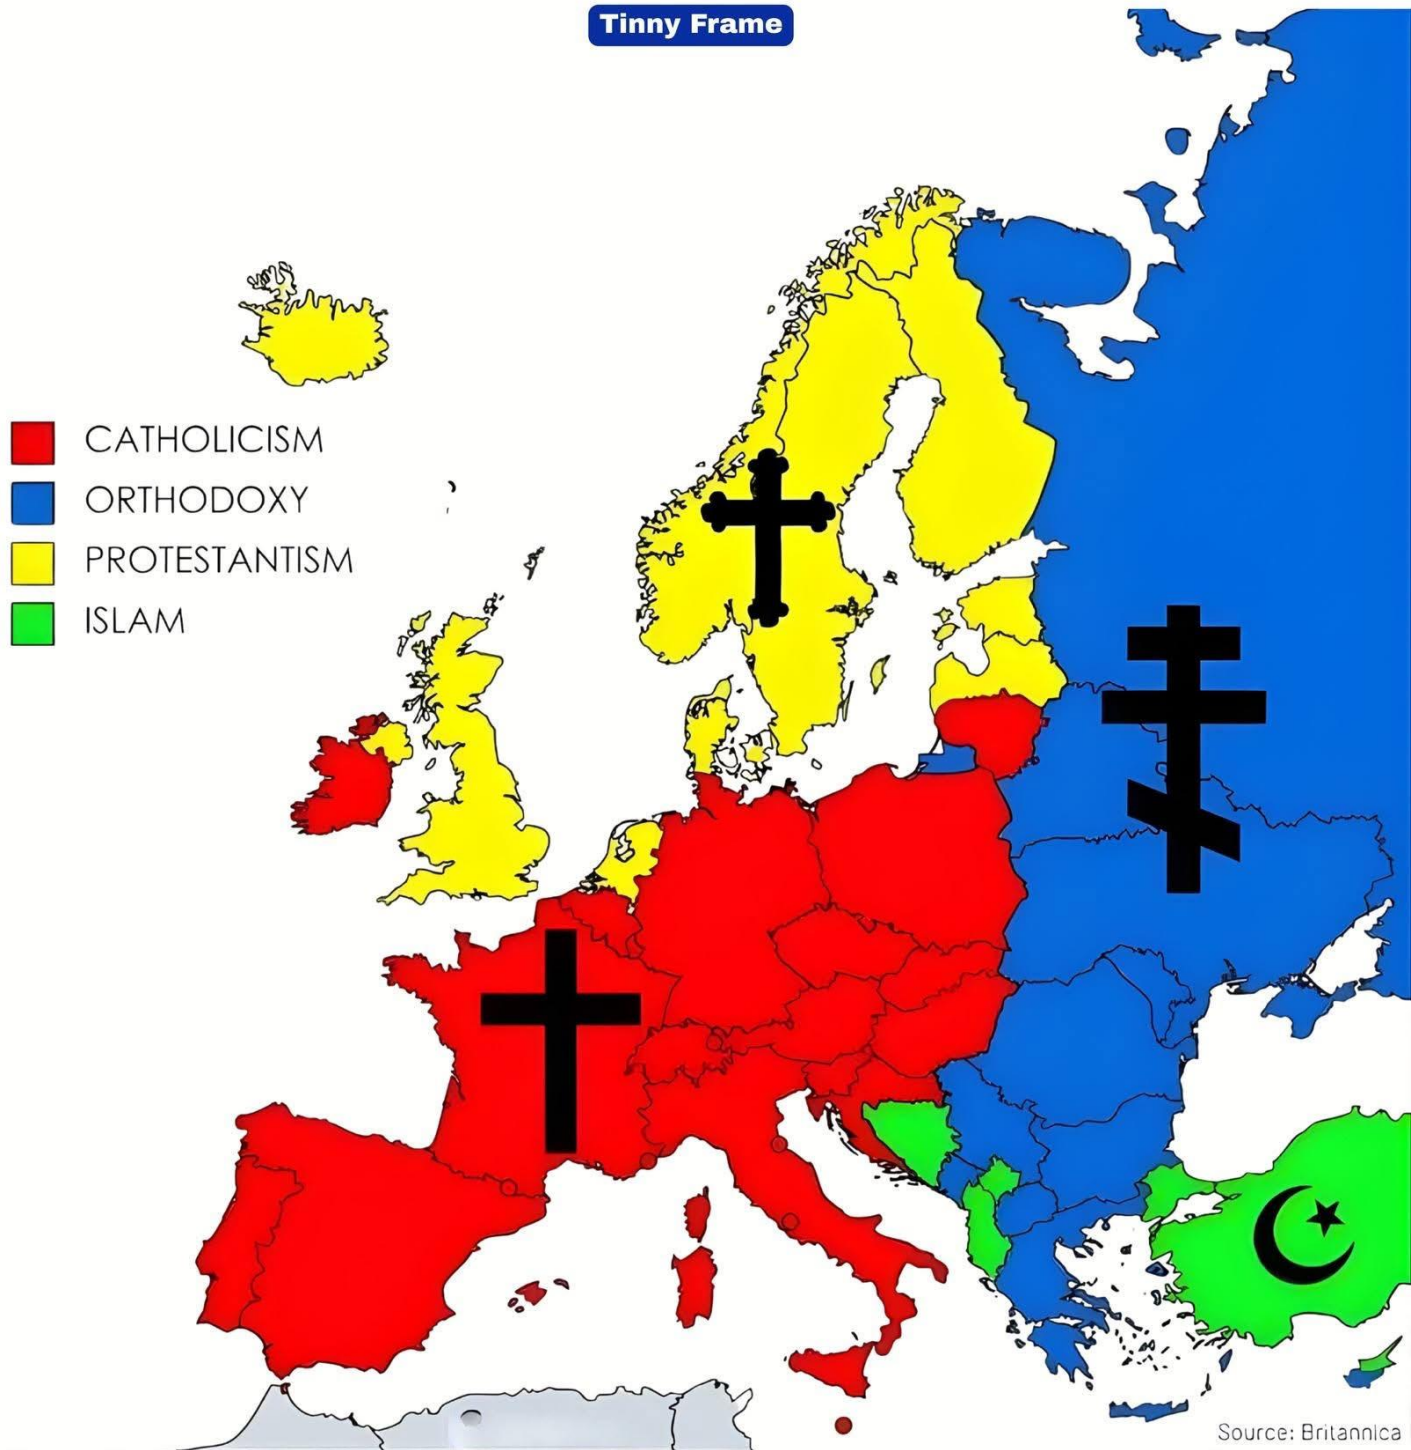 Tinny Frame
CATHOLICISM
ORTHODOXY
PROTESTANTISM
ISLAM
Source: Britannica